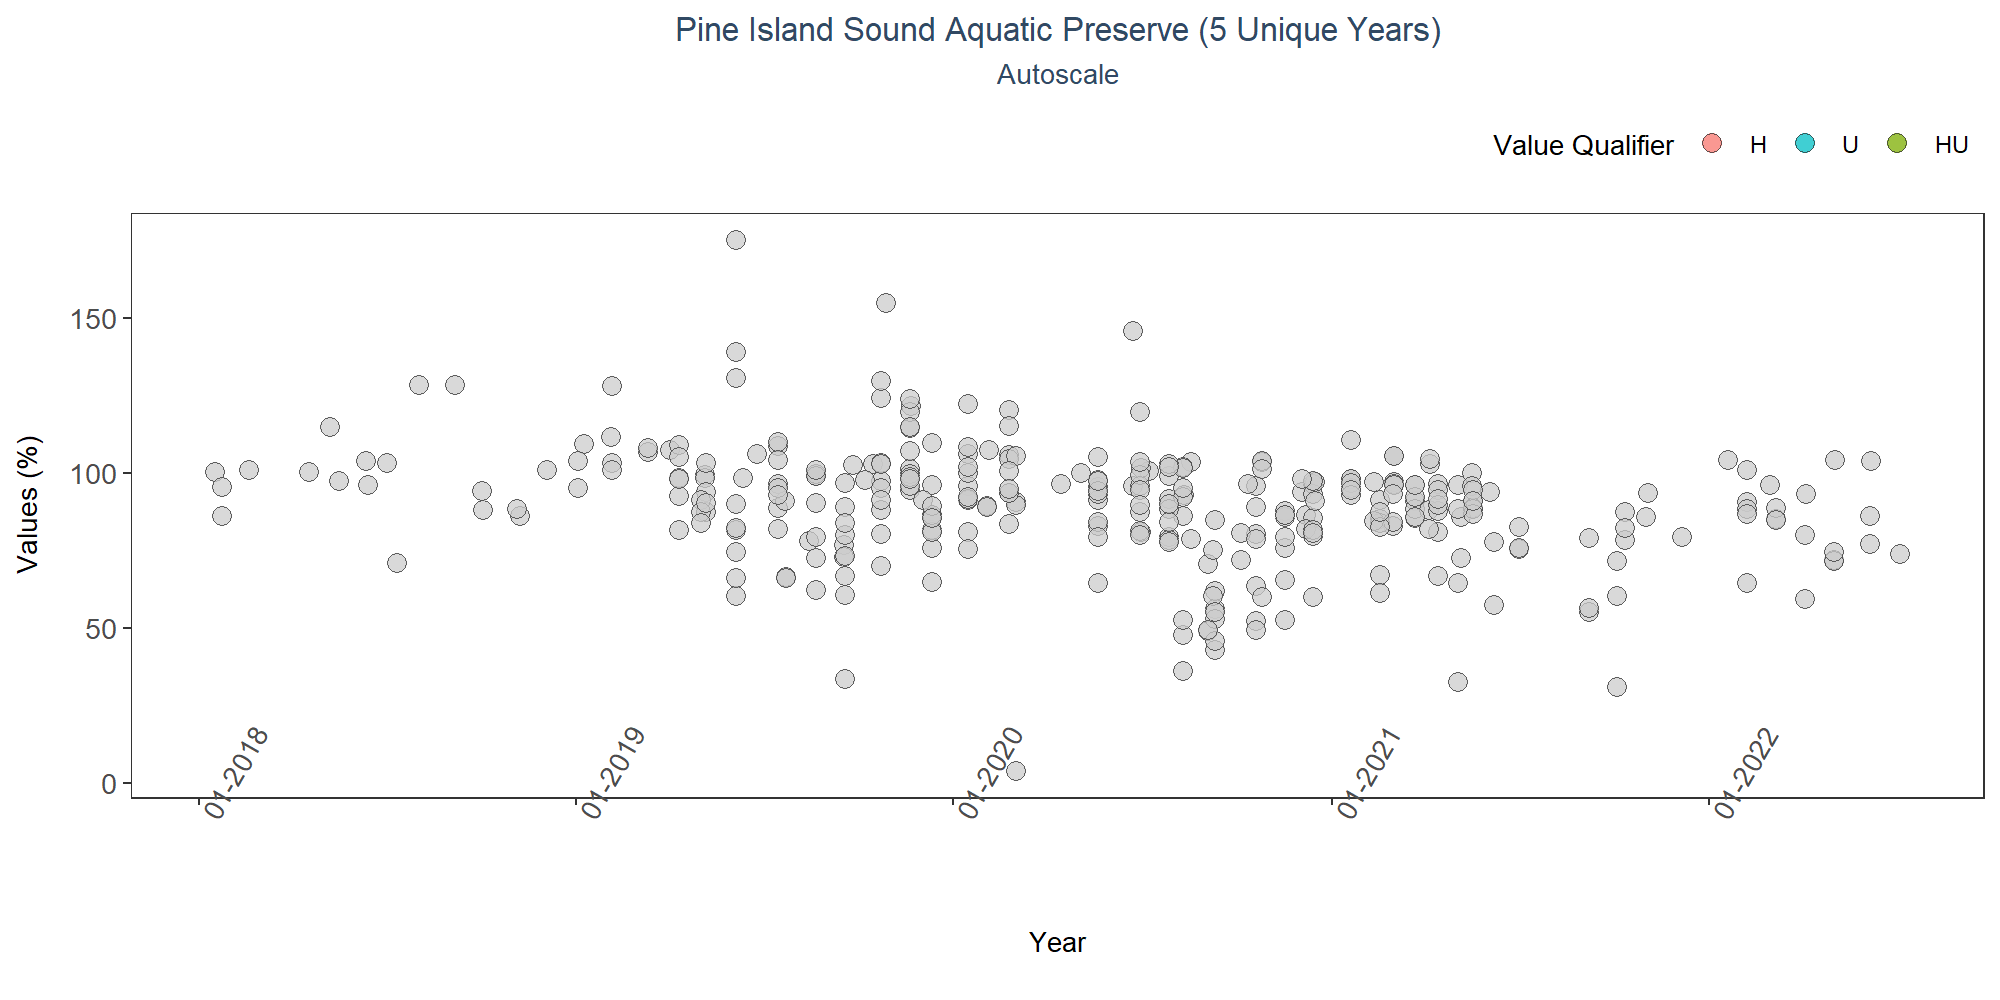 Pine Island Sound Aquatic Preserve (5 Unique Years)
Autoscale
Value Qualifier H U HU
Values (%)
150
100
50
0
01-2018 01-2019 01-2020 01-2021 01-2022
Year